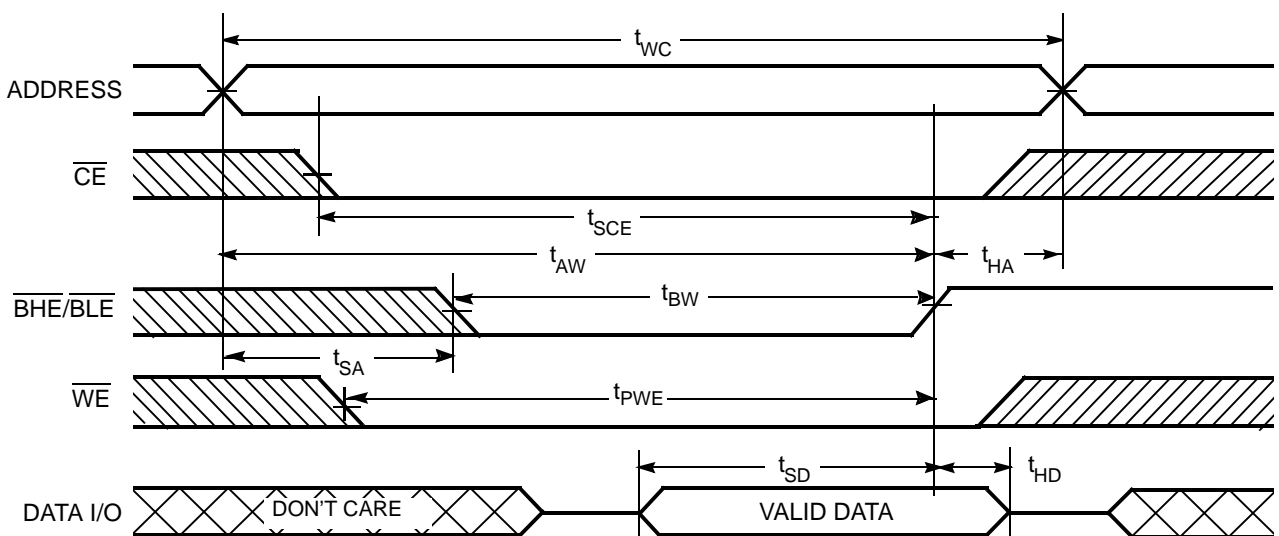 tWC
ADDRESS
CE
tSCE
tAW
tHA
BHE/BLE
tBW
tSA
WE
tPWE
tSD
tHD
DATA I/O
DON'T CARE
VALID DATA